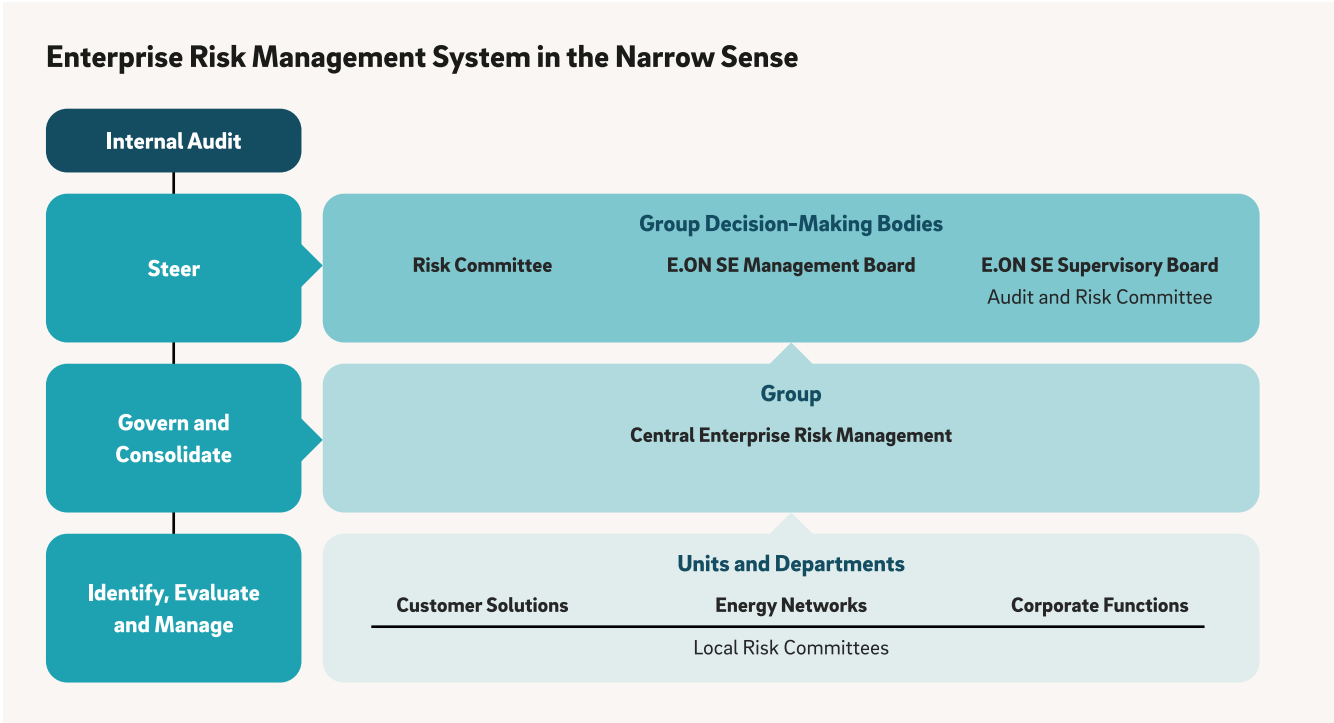 Enterprise Risk Management System in the Narrow Sense
Internal Audit
Steer
Group Decision-Making Bodies
Risk Committee
E.ON SE Management Board
E.ON SE Supervisory Board
Audit and Risk Committee
Govern and
Consolidate
Group
Central Enterprise Risk Management
Identify, Evaluate
and Manage
Units and Departments
Customer Solutions
Energy Networks
Corporate Functions
Local Risk Committees